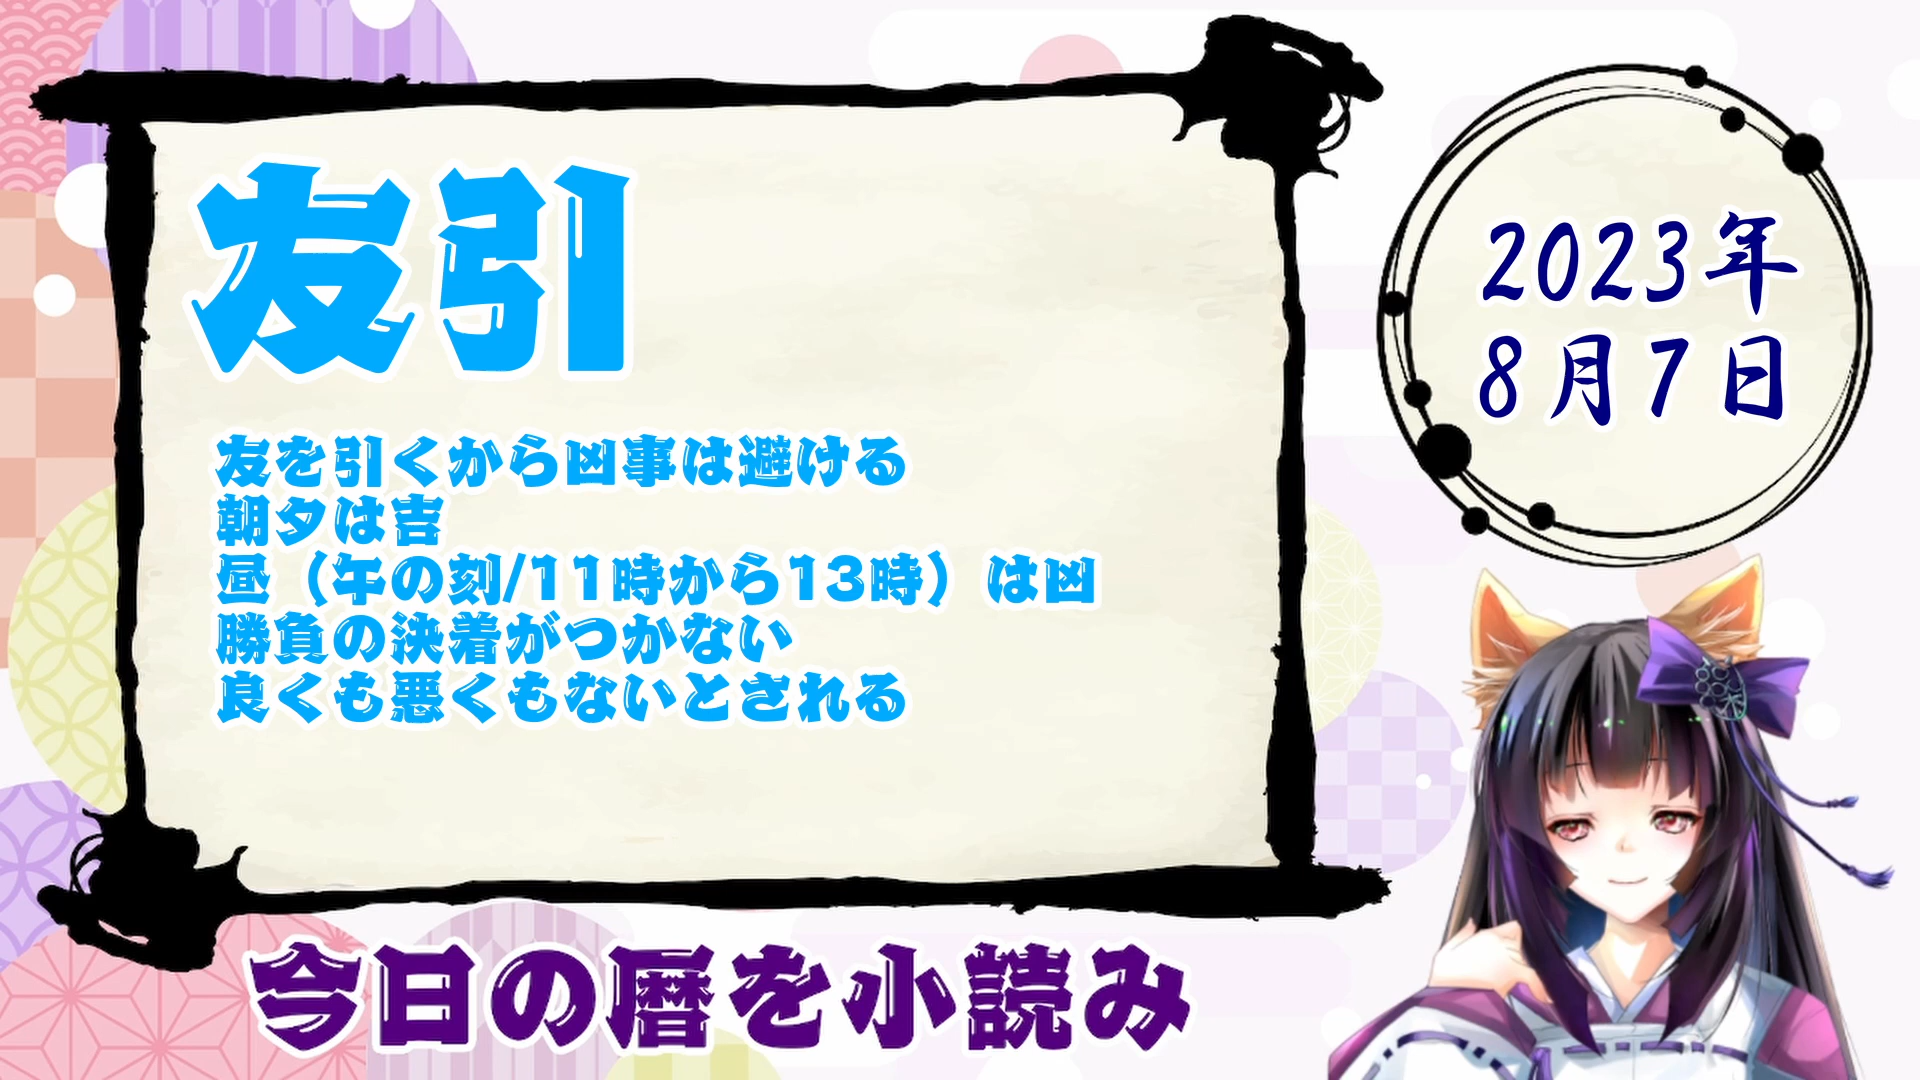 友引
友を引くから凶事は避ける
朝夕は吉
昼（午の刻/11時から13時）は凶
勝負の決着がつかない
良くも悪くもないとされる
2023年
8月7日
今日の暦を小読み